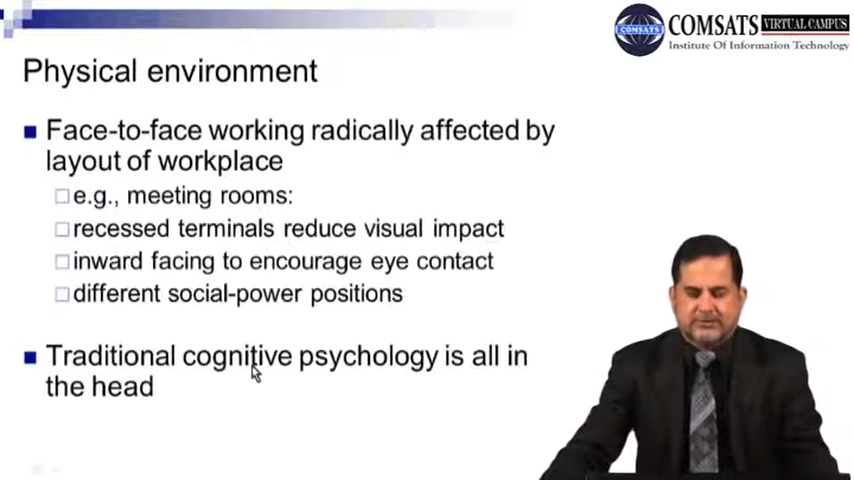 COMSATS VIRTUAL CAMPUS
COMSATS
Institute Of Information Technology
Physical environment
Face-to-face working radically affected by
layout of workplace
e.g., meeting rooms:
recessed terminals reduce visual impact
inward facing to encourage eye contact
different social-power positions
Traditional cognitive psychology is all in
the head